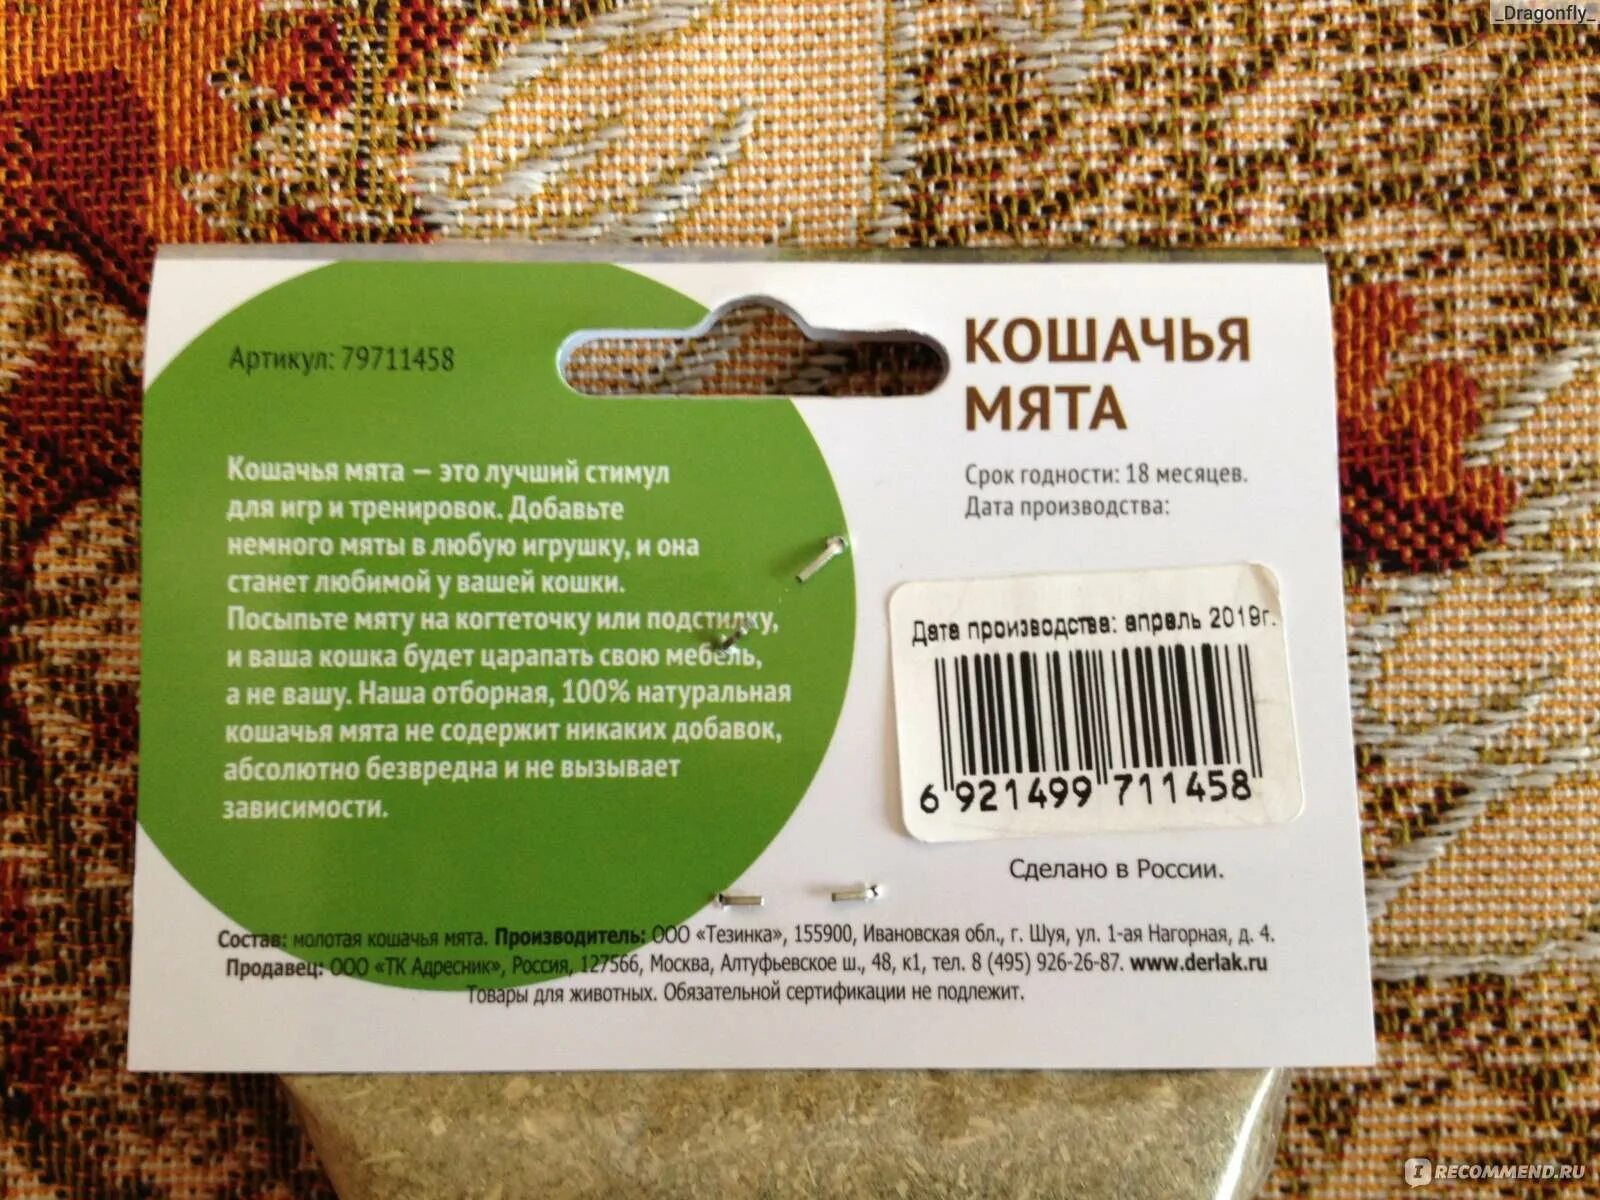 _Dragonfly_
Артикул: 79711458
Кошачья мята — это лучший стимул
для игр и тренировок. Добавьте
немного мяты в любую игрушку, и она
станет любимой у вашей кошки.
Посыпьте мяту на когтеточку или подстилку,
и ваша кошка будет царапать свою мебель,
а не вашу. Наша отборная, 100% натуральная
кошачья мята не содержит никаких добавок,
абсолютно безвредна и не вызывает
зависимости.
КОШАЧЬЯ
МЯТА
Срок годности: 18 месяцев.
Дата производства:
Дата производства: апрель 2019г.
6 921499 711458
Сделано в России.
Состав: молотая кошачья мята. Производитель: ООО «Тезинка», 155900, Ивановская обл., г. Шуя, ул. 1-ая Нагорная, д. 4.
Продавец: ООО «ТК Адресник», Россия, 127566, Москва, Алтуфьевское ш., 48, к1, тел. 8 (495) 926-26-87. www.derlak.ru
Товары для животных. Обязательной сертификации не подлежит.
IRECOMMEND.RU